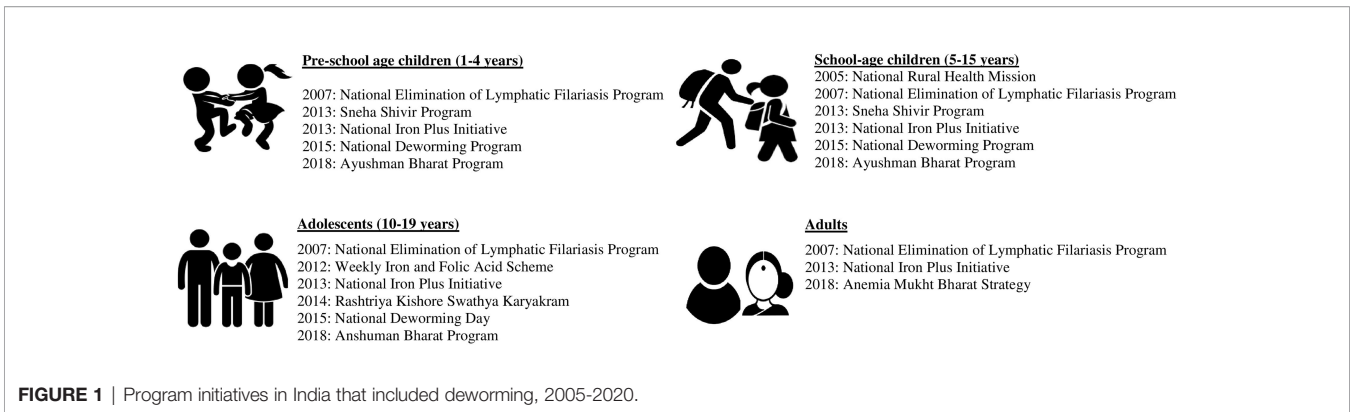 Pre-school age children (1-4 years)
2007: National Elimination of Lymphatic Filariasis Program
2013: Sneha Shivir Program
2013: National Iron Plus Initiative
2015: National Deworming Program
2018: Ayushman Bharat Program
School-age children (5-15 years)
2005: National Rural Health Mission
2007: National Elimination of Lymphatic Filariasis Program
2013: Sneha Shivir Program
2013: National Iron Plus Initiative
2015: National Deworming Program
2018: Ayushman Bharat Program
Adolescents (10-19 years)
2007: National Elimination of Lymphatic Filariasis Program
2012: Weekly Iron and Folic Acid Scheme
2013: National Iron Plus Initiative
2014: Rashtriya Kishore Swathya Karyakram
2015: National Deworming Day
2018: Anshuman Bharat Program
Adults
2007: National Elimination of Lymphatic Filariasis Program
2013: National Iron Plus Initiative
2018: Anemia Mukht Bharat Strategy
FIGURE 1 | Program initiatives in India that included deworming, 2005-2020.